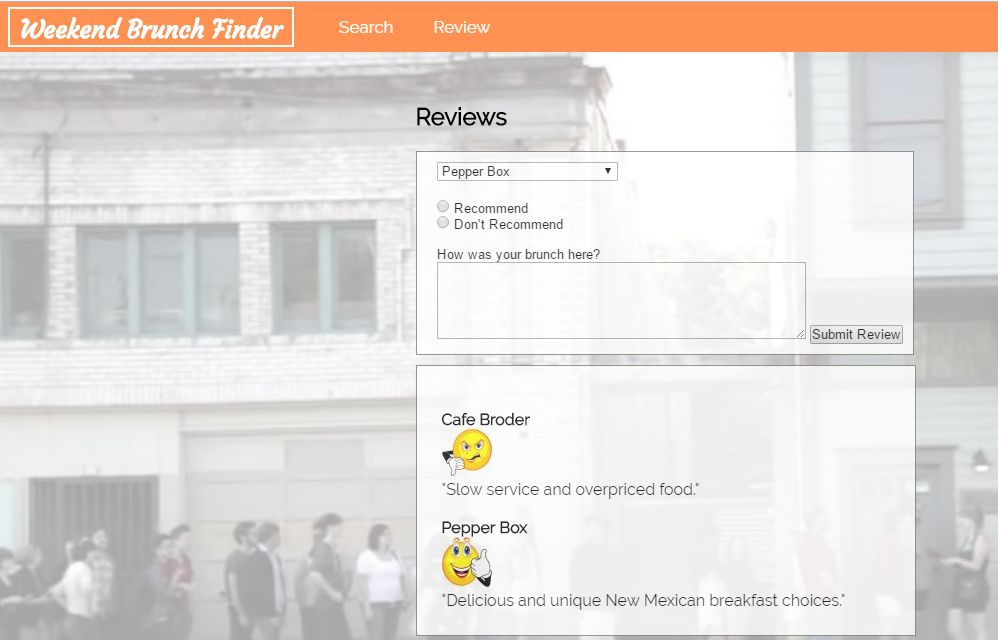 Weekend Brunch Finder
Search
Review
Reviews
Pepper Box
Recommend
Don't Recommend
How was your brunch here?
Submit Review
Cafe Broder
"Slow service and overpriced food."
Pepper Box
"Delicious and unique New Mexican breakfast choices."